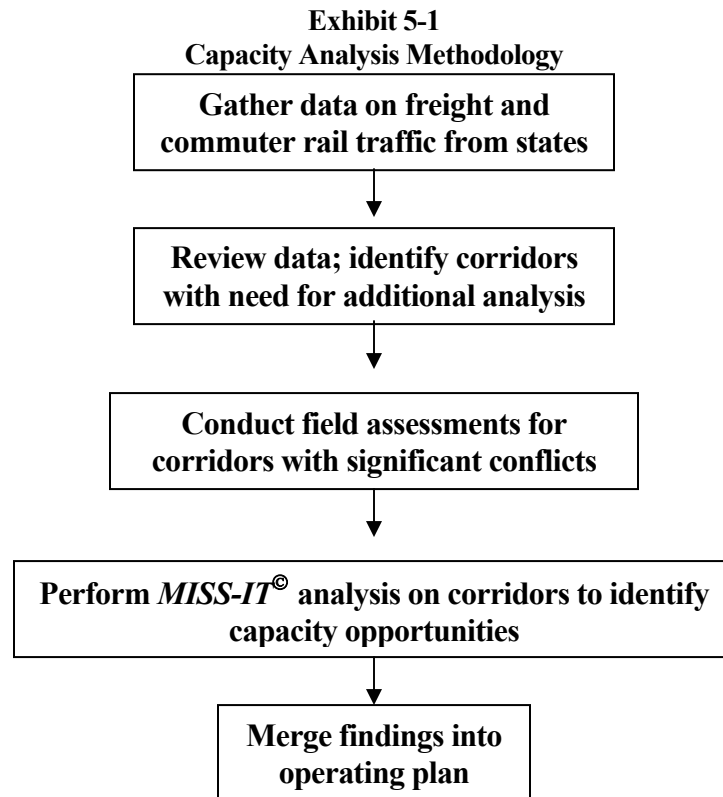 Exhibit 5-1
Capacity Analysis Methodology
Gather data on freight and
commuter rail traffic from states
Review data; identify corridors
with need for additional analysis
Conduct field assessments for
corridors with significant conflicts
Perform MISS-IT© analysis on corridors to identify
capacity opportunities
Merge findings into
operating plan